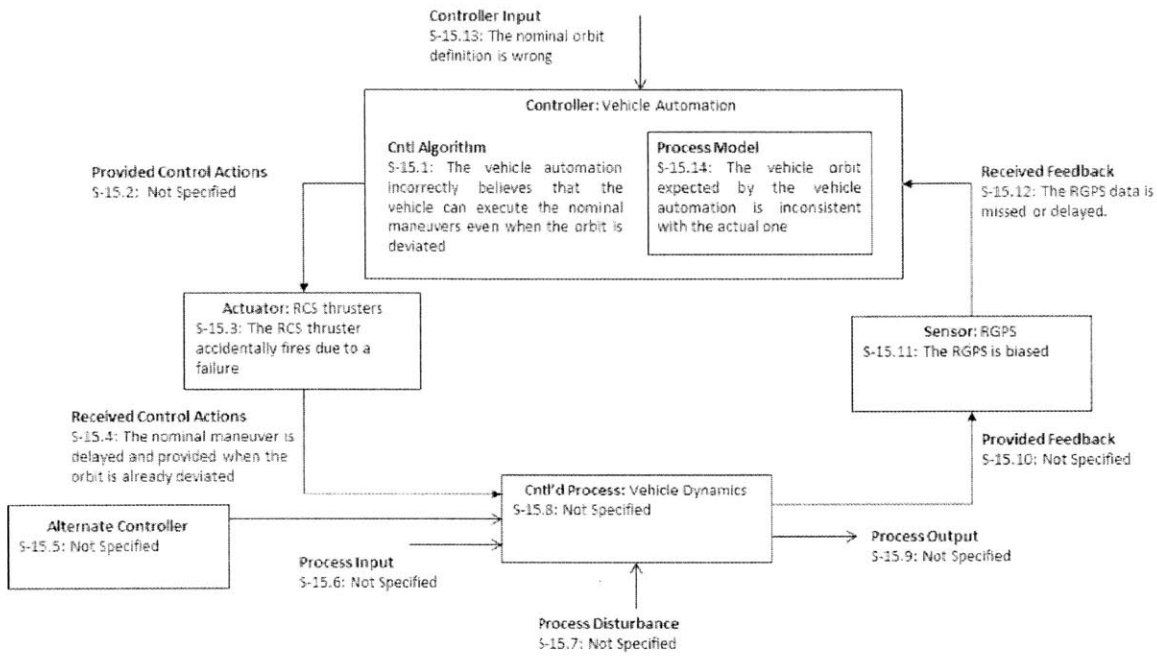 Controller Input
S-15.13: The nominal orbit
definition is wrong
Controller: Vehicle Automation
Cntl Algorithm
S-15.1: The vehicle automation
incorrectly believes that the
vehicle can execute the nominal
maneuvers even when the orbit is
deviated
Process Model
S-15.14: The vehicle orbit
expected by the vehicle
automation is inconsistent
with the actual one
Provided Control Actions
S-15.2: Not Specified
Received Feedback
S-15.12: The RGPS data is
missed or delayed.
Actuator: RCS thrusters
S-15.3: The RCS thruster
accidentally fires due to a
failure
Sensor: RGPS
S-15.11: The RGPS is biased
Received Control Actions
S-15.4: The nominal maneuver is
delayed and provided when the
orbit is already deviated
Provided Feedback
S-15.10: Not Specified
Cntl'd Process: Vehicle Dynamics
S-15.8: Not Specified
Alternate Controller
S-15.5: Not Specified
Process Input
S-15.6: Not Specified
Process Output
S-15.9: Not Specified
Process Disturbance
S-15.7: Not Specified